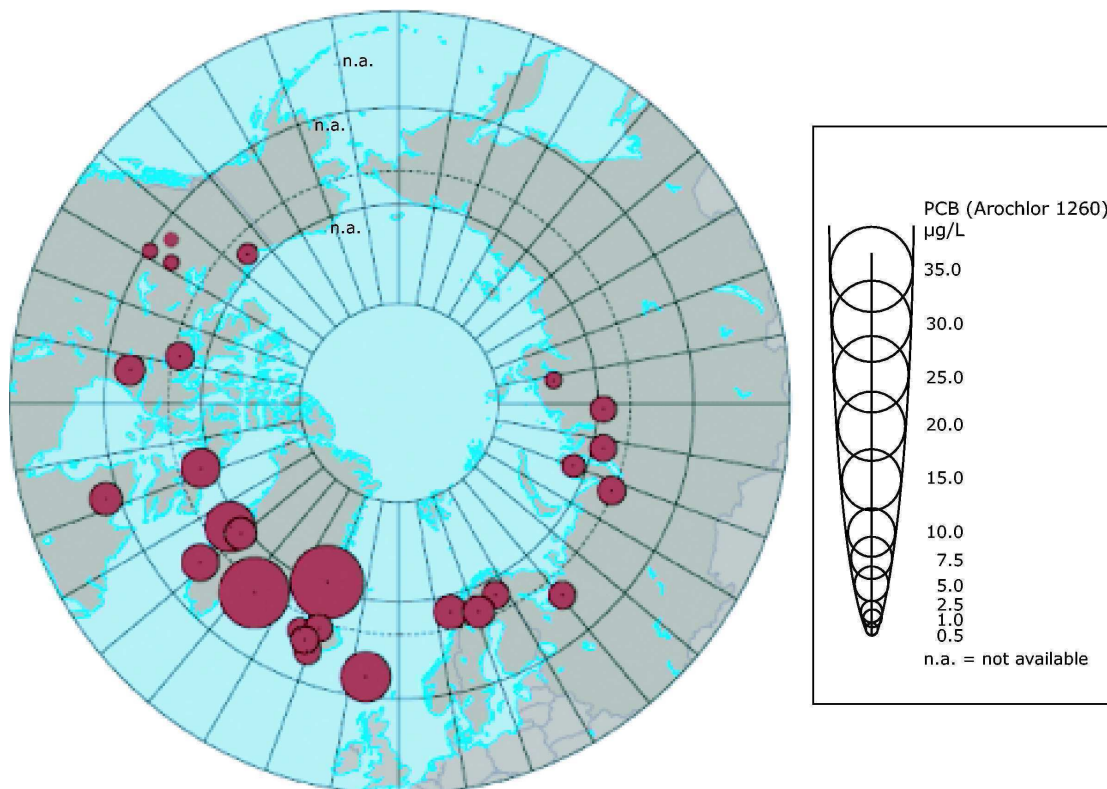 n.a.
n.a.
n.a.
PCB (Arochlor 1260)
µg/L
35.0
30.0
25.0
20.0
15.0
10.0
7.5
5.0
2.5
1.0
0.5
n.a. = not available